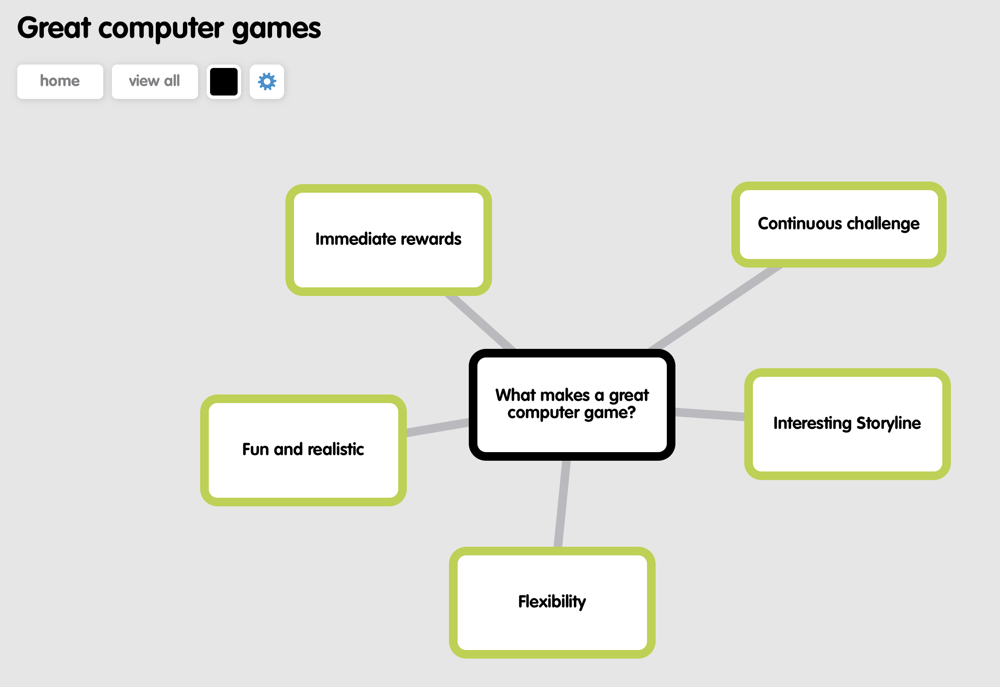 Great computer games
home
view all
Immediate rewards
Continuous challenge
What makes a great
computer game?
Interesting Storyline
Fun and realistic
Flexibility